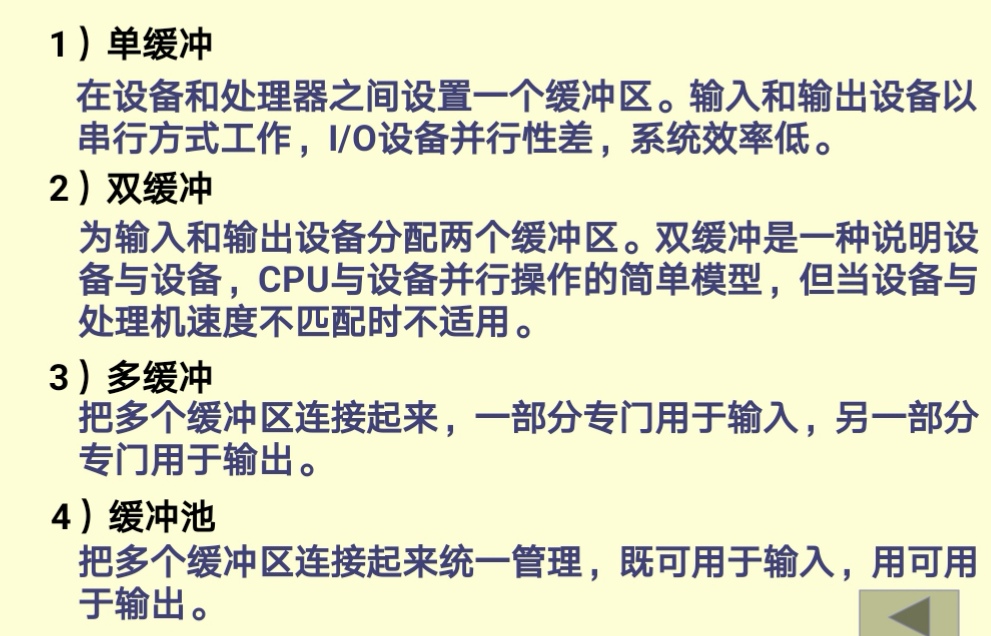 1）单缓冲
在设备和处理器之间设置一个缓冲区。输入和输出设备以
串行方式工作，I/O设备并行性差，系统效率低。
2）双缓冲
为输入和输出设备分配两个缓冲区。双缓冲是一种说明设
备与设备，CPU与设备并行操作的简单模型，但当设备与
处理机速度不匹配时不适用。
3）多缓冲
把多个缓冲区连接起来，一部分专门用于输入，另一部分
专门用于输出。
4）缓冲池
把多个缓冲区连接起来统一管理，既可用于输入，用可用
于输出。